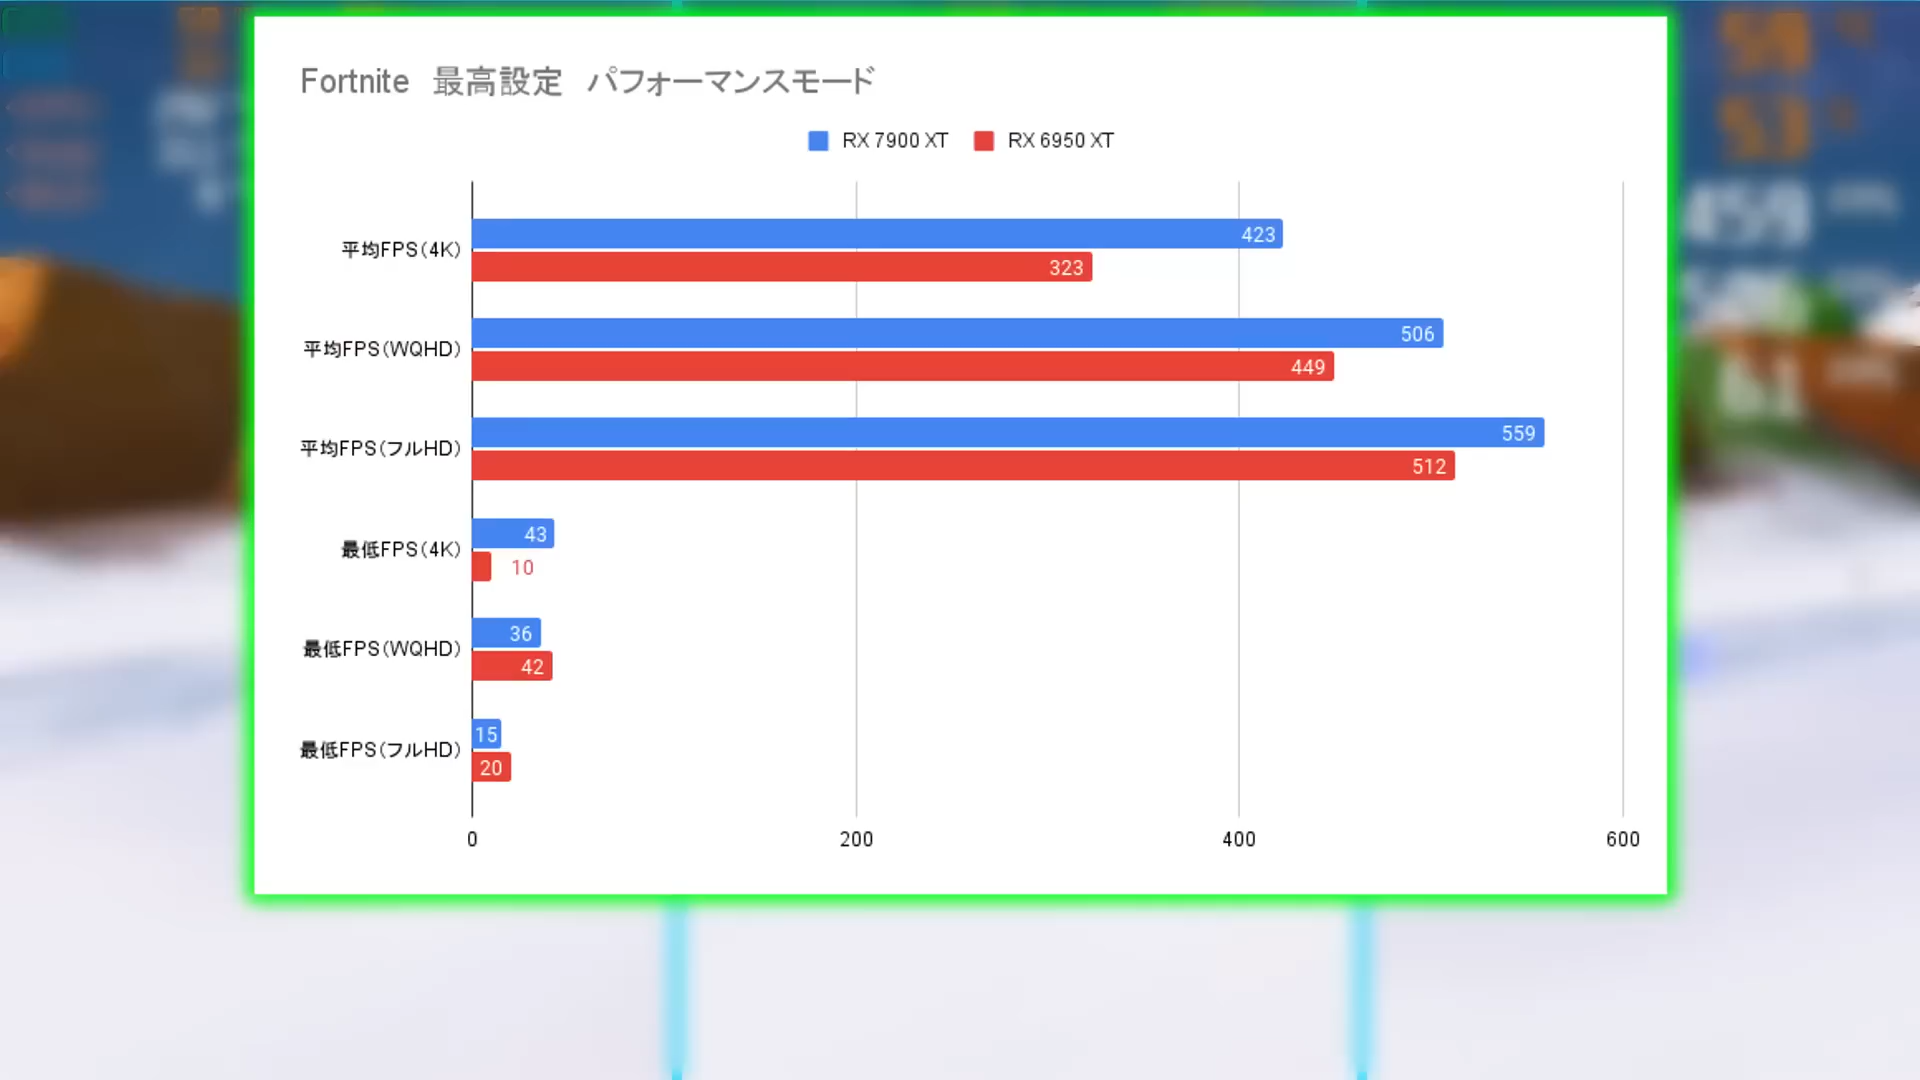 Fortnite 最高設定 パフォーマンスモード
RX 7900 XT RX 6950 XT
平均FPS(4K) 423
323
平均FPS(WQHD) 506
449
平均FPS(フルHD) 559
512
最低FPS(4K) 43
10
最低FPS(WQHD) 36
42
最低FPS(フルHD) 15
20
0 200 400 600
59
53
459
61